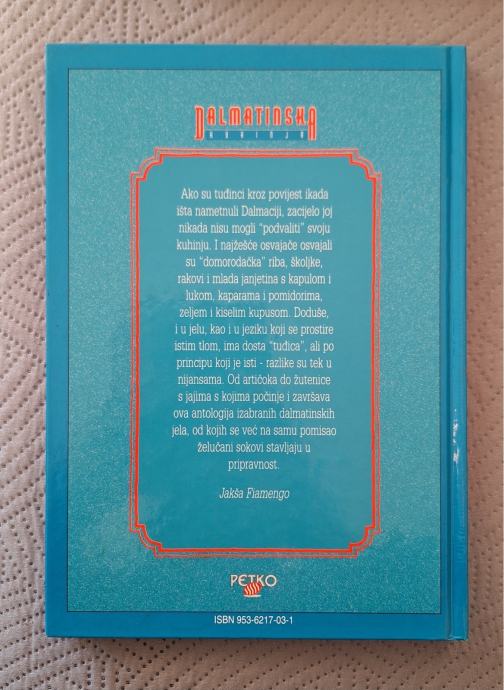 DALMATINSKA
KUHINJA
Ako su tuđinci kroz povijest ikada
išta nametnuli Dalmaciji, zacijelo joj
nikada nisu mogli "podvaliti" svoju
kuhinju. I najžešće osvajače osvajali
su "domorodačka" riba, školjke,
rakovi i mlada janjetina s kapulom i
lukom, kaparama i pomidorima,
zeljem i kiselim kupusom. Doduše,
i u jelu, kao i u jeziku koji se prostire
istim tlom, ima dosta "tuđica", ali po
principu koji je isti - razlike su tek u
nijansama. Od artičoka do žutenice
s jajima s kojima počinje i završava
ova antologija izabranih dalmatinskih
jela, od kojih se već na samu pomisao
želučani sokovi stavljaju u
pripravnost.
Jakša Fiamengo
PETKO
ISBN 953-6217-03-1